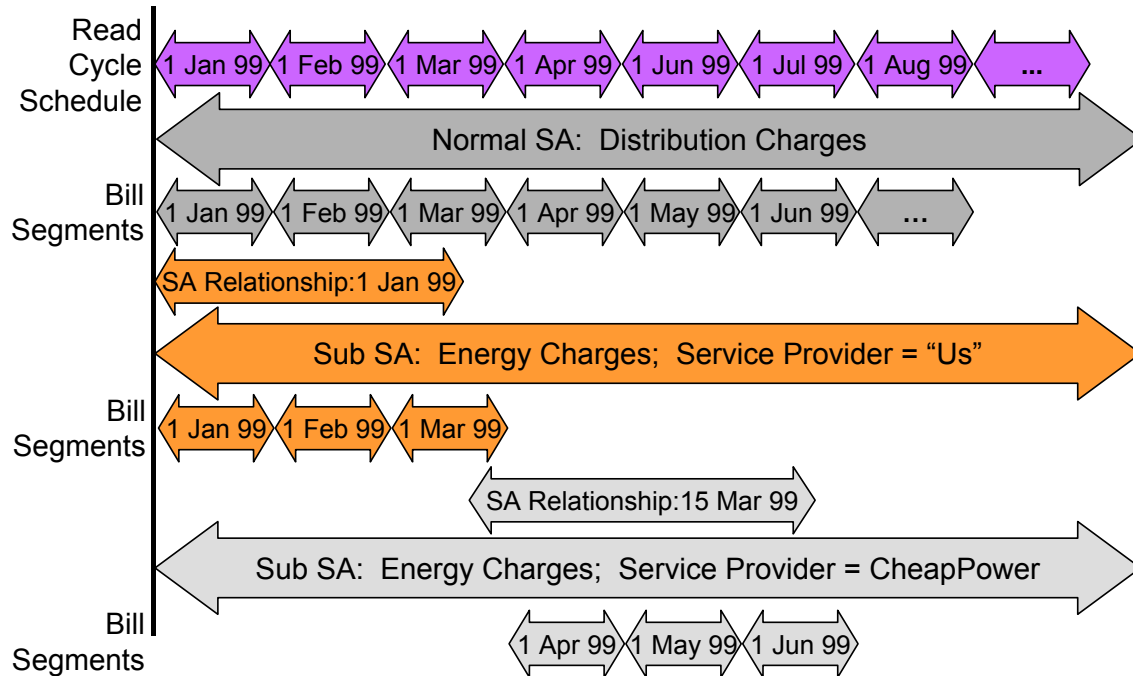 Read
Cycle
Schedule
1 Jan 99 1 Feb 99 1 Mar 99 1 Apr 99 1 Jun 99 1 Jul 99 1 Aug 99 ...
Normal SA: Distribution Charges
Bill
Segments
1 Jan 99 1 Feb 99 1 Mar 99 1 Apr 99 1 May 99 1 Jun 99 ...
SA Relationship:1 Jan 99
Sub SA: Energy Charges; Service Provider = “Us”
Bill
Segments
1 Jan 99 1 Feb 99 1 Mar 99
SA Relationship:15 Mar 99
Sub SA: Energy Charges; Service Provider = CheapPower
Bill
Segments
1 Apr 99 1 May 99 1 Jun 99